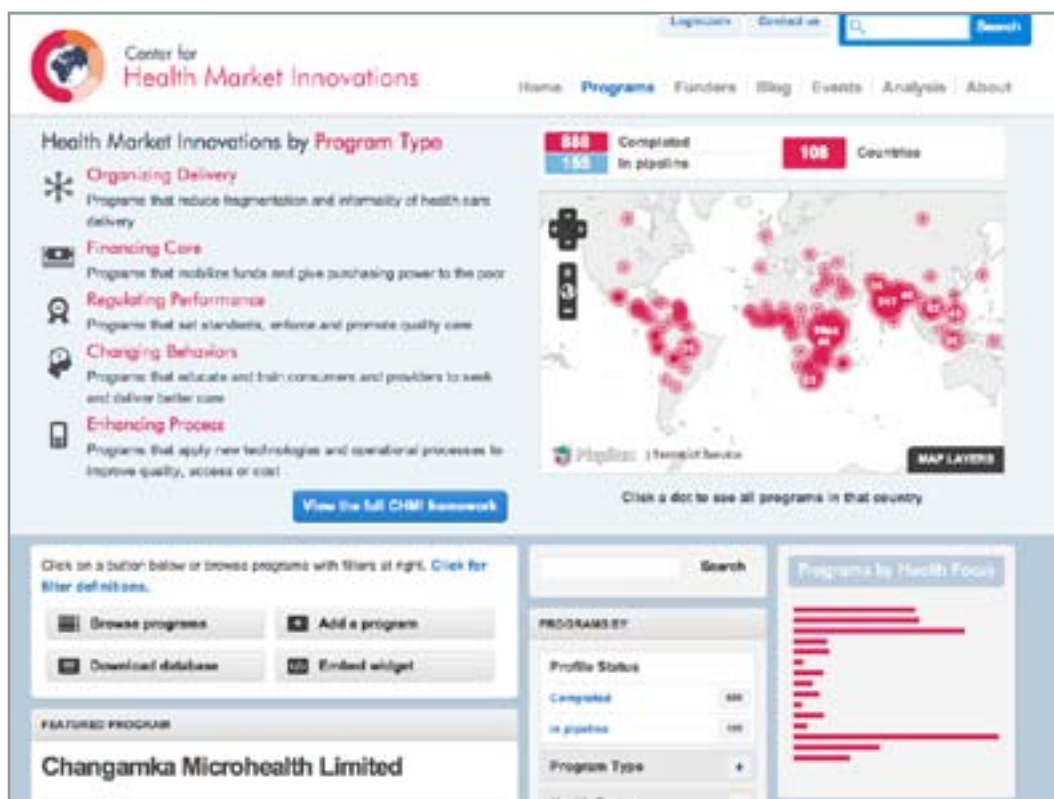 Login/Join Contact us Search
Center for
Health Market Innovations
Home Programs Funders Blog Events Analysis About
Health Market Innovations by Program Type
Organizing Delivery
Programs that reduce fragmentation and informality of health care
delivery
Financing Care
Programs that mobilize funds and give purchasing power to the poor
Regulating Performance
Programs that set standards, enforce and promote quality care
Changing Behaviors
Programs that educate and train consumers and providers to seek
and deliver better care
Enhancing Process
Programs that apply new technologies and operational processes to
improve quality, access or cost
View the full CHMI framework
Completed
In pipeline
108 Countries
MapBox | Terms of Service
MAP LAYERS
Click a dot to see all programs in that country
Click on a button below or browse programs with filters at right. Click for
filter definitions.
Browse programs Add a program
Download database Embed widget
FEATURED PROGRAM
Changamka Microhealth Limited
Search
PROGRAMS BY
Profile Status
Completed
In pipeline
Program Type +
Programs by Health Focus